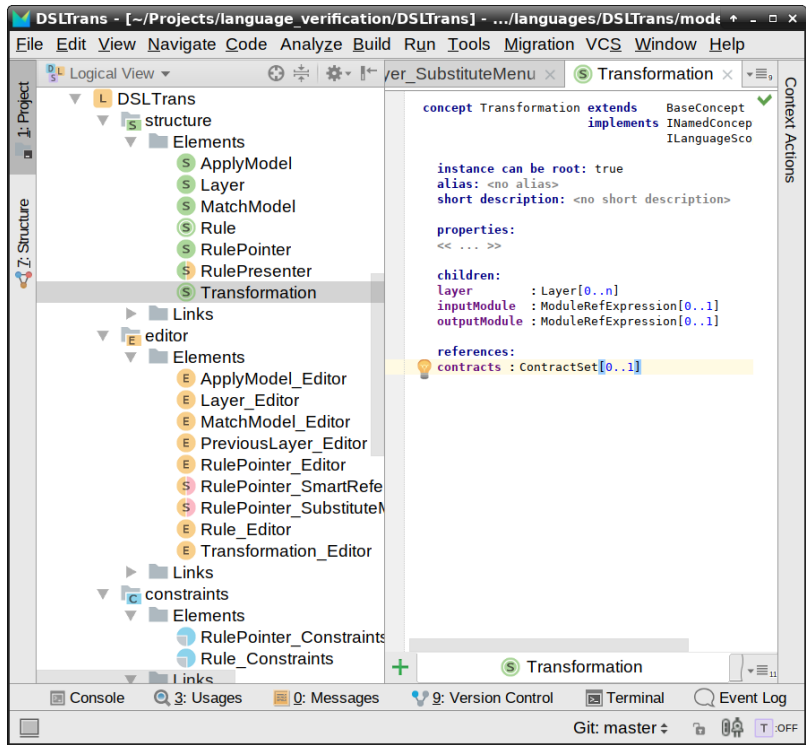 DSLTrans - [~/Projects/language_verification/DSLTrans] - .../languages/DSLTrans/mode
File Edit View Navigate Code Analyze Build Run Tools Migration VCS Window Help
Logical View
yer_SubstituteMenu
Transformation
9
1: Project
7: Structure
Context Actions
DSLTrans
structure
Elements
ApplyModel
Layer
MatchModel
Rule
RulePointer
RulePresenter
Transformation
Links
editor
Elements
ApplyModel_Editor
Layer_Editor
MatchModel_Editor
PreviousLayer_Editor
RulePointer_Editor
RulePointer_SmartRefe
RulePointer_SubstituteM
Rule_Editor
Transformation_Editor
Links
constraints
Elements
RulePointer_Constraints
Rule_Constraints
Links
concept Transformation extends BaseConcept
implements INamedConcep
ILanguageSco
instance can be root: true
alias: <no alias>
short description: <no short description>
properties:
<< ... >>
children:
layer : Layer[0..n]
inputModule : ModuleRefExpression[0..1]
outputModule : ModuleRefExpression[0..1]
references:
contracts : ContractSet[0..1]
Transformation
11
Console 3: Usages 0: Messages 9: Version Control Terminal Event Log
Git: master T :OFF